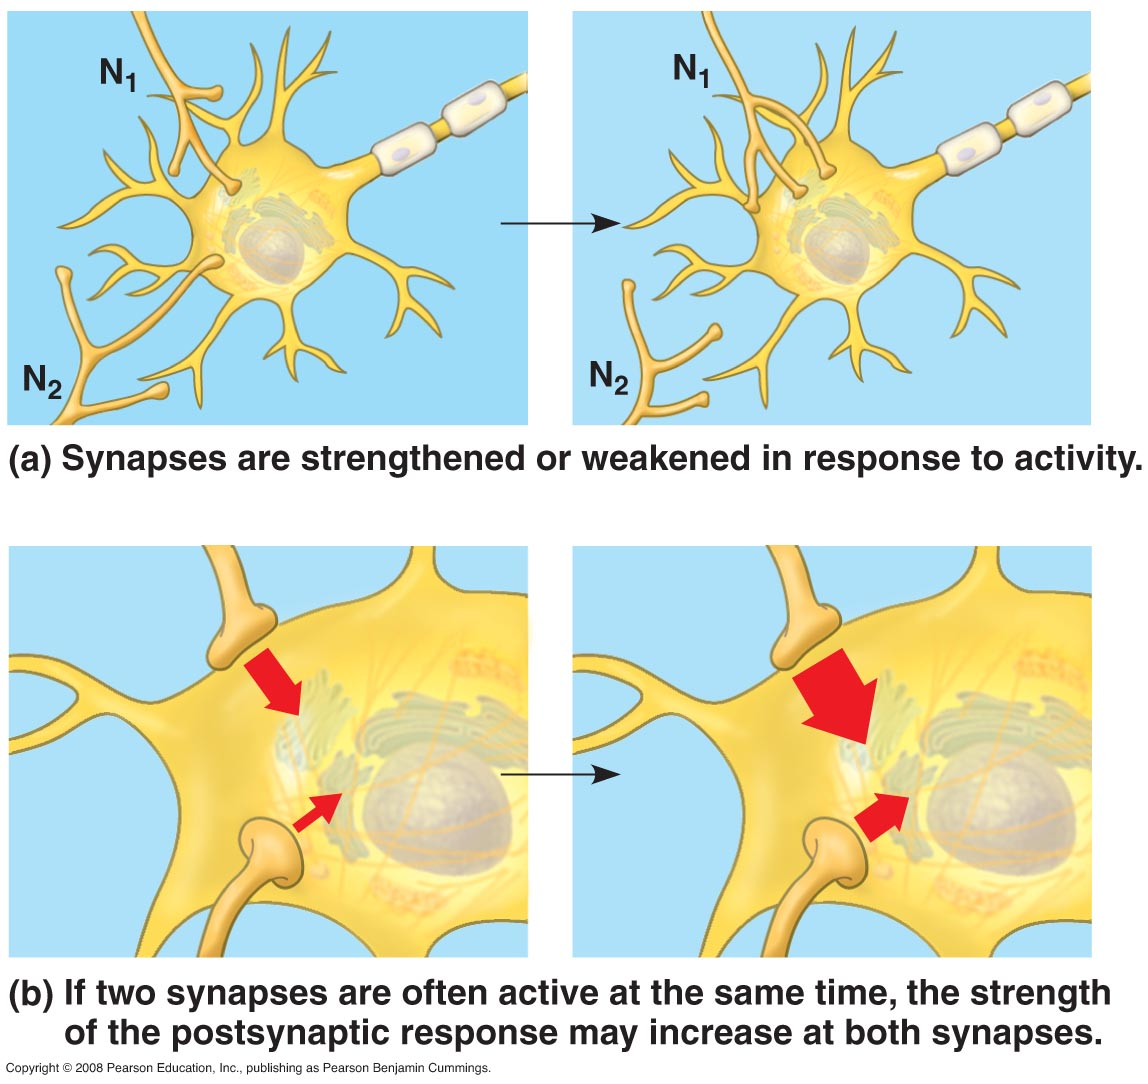 N1
N1
N2
N2
(a) Synapses are strengthened or weakened in response to activity.
(b) If two synapses are often active at the same time, the strength
of the postsynaptic response may increase at both synapses.
Copyright © 2008 Pearson Education, Inc., publishing as Pearson Benjamin Cummings.